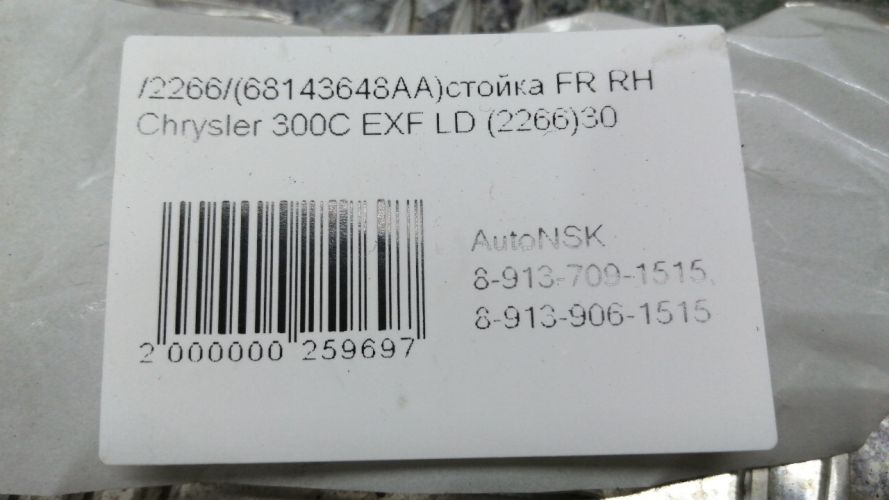 /2266/(68143648AA)стойка FR RH
Chrysler 300C EXF LD (2266)30
AutoNSK
8-913-709-1515,
8-913-906-1515
2 000000 259697